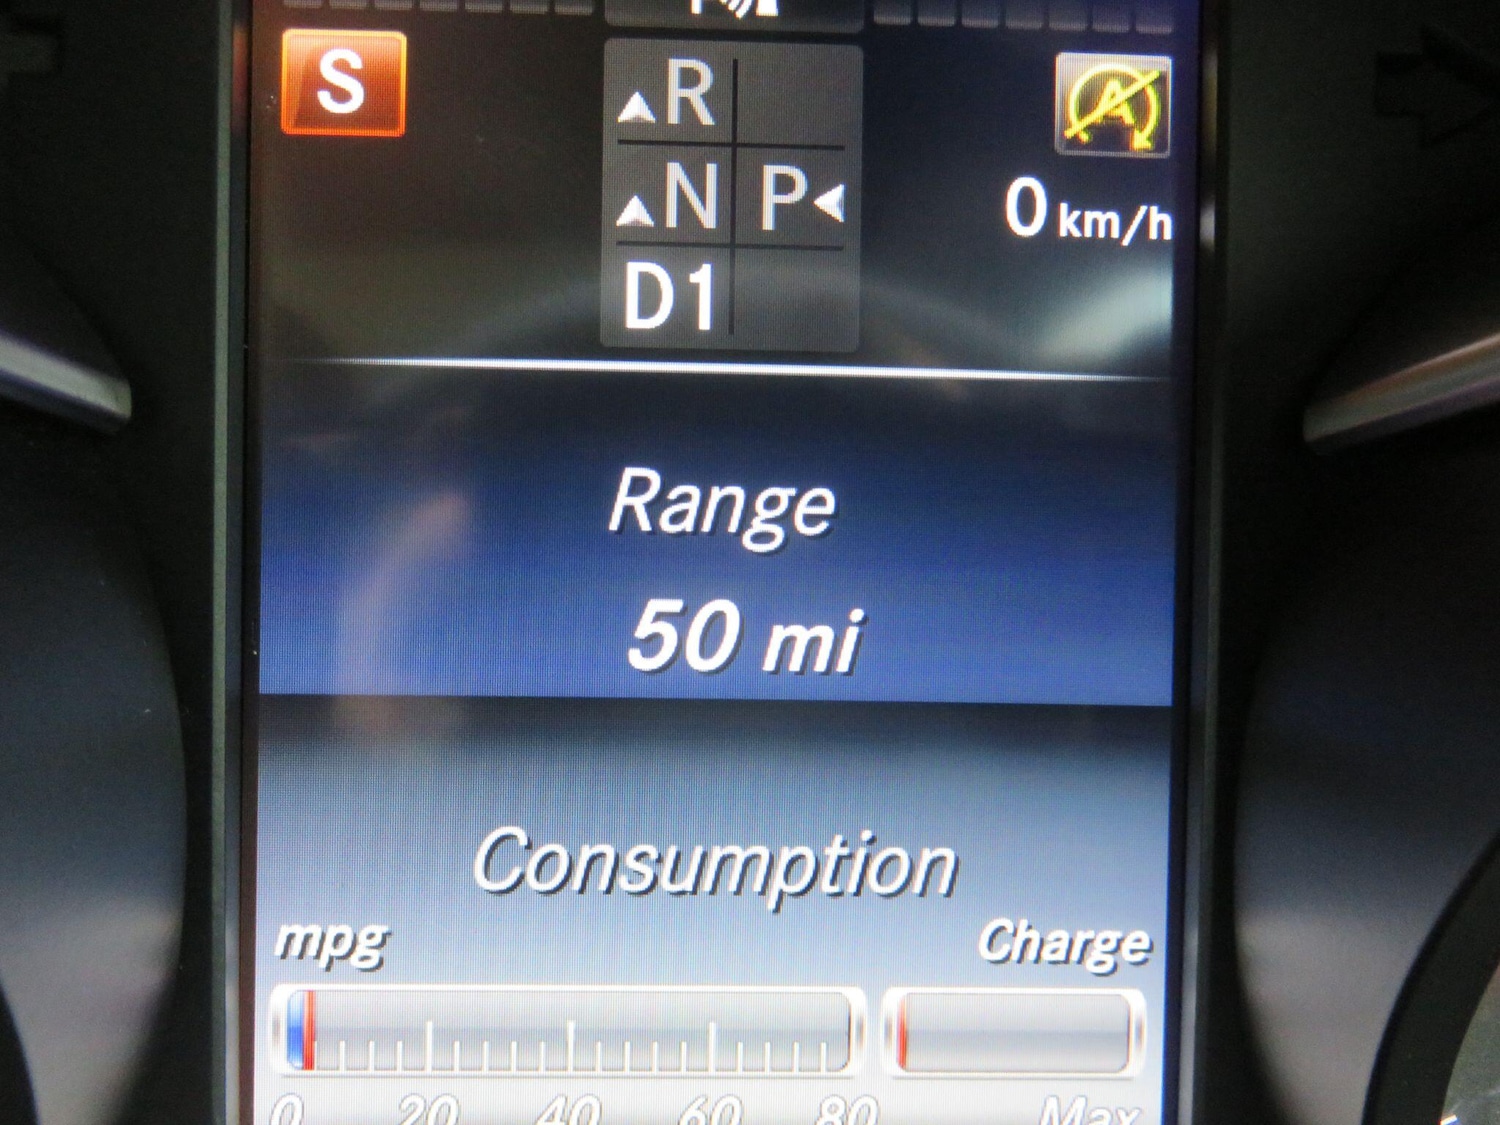 S
R
A
N P
0 km/h
D1
Range
50 mi
Consumption
mpg Charge
0 20 40 60 80 Max